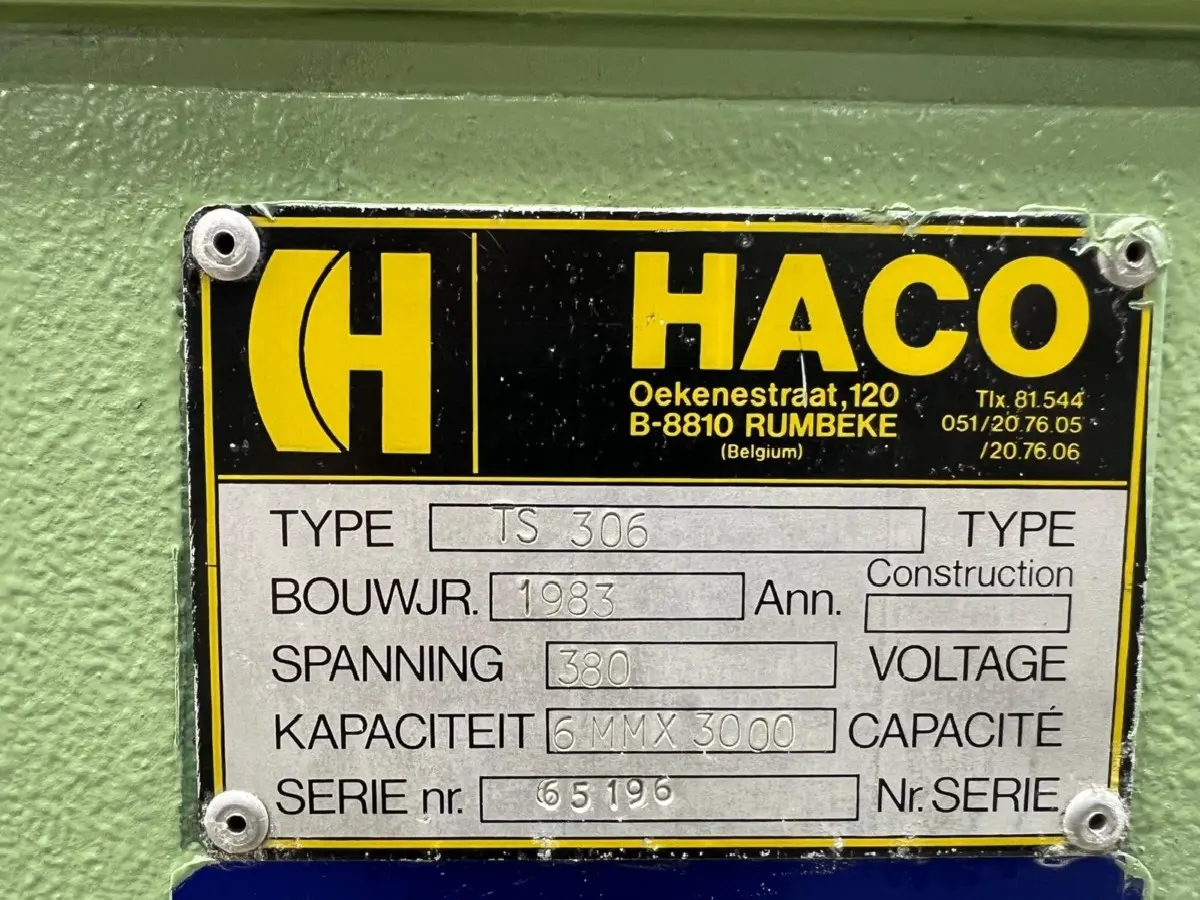 H
HACO
Oekenestraat,120
B-8810 RUMBEKE
(Belgium)
Tlx. 81.544
051/20.76.05
/20.76.06
TYPE TS 306 TYPE
BOUWJR. 1983 Ann. Construction
SPANNING 380 VOLTAGE
KAPACITEIT 6 MMX 3000 CAPACITÉ
SERIE nr. 65196 Nr. SERIE